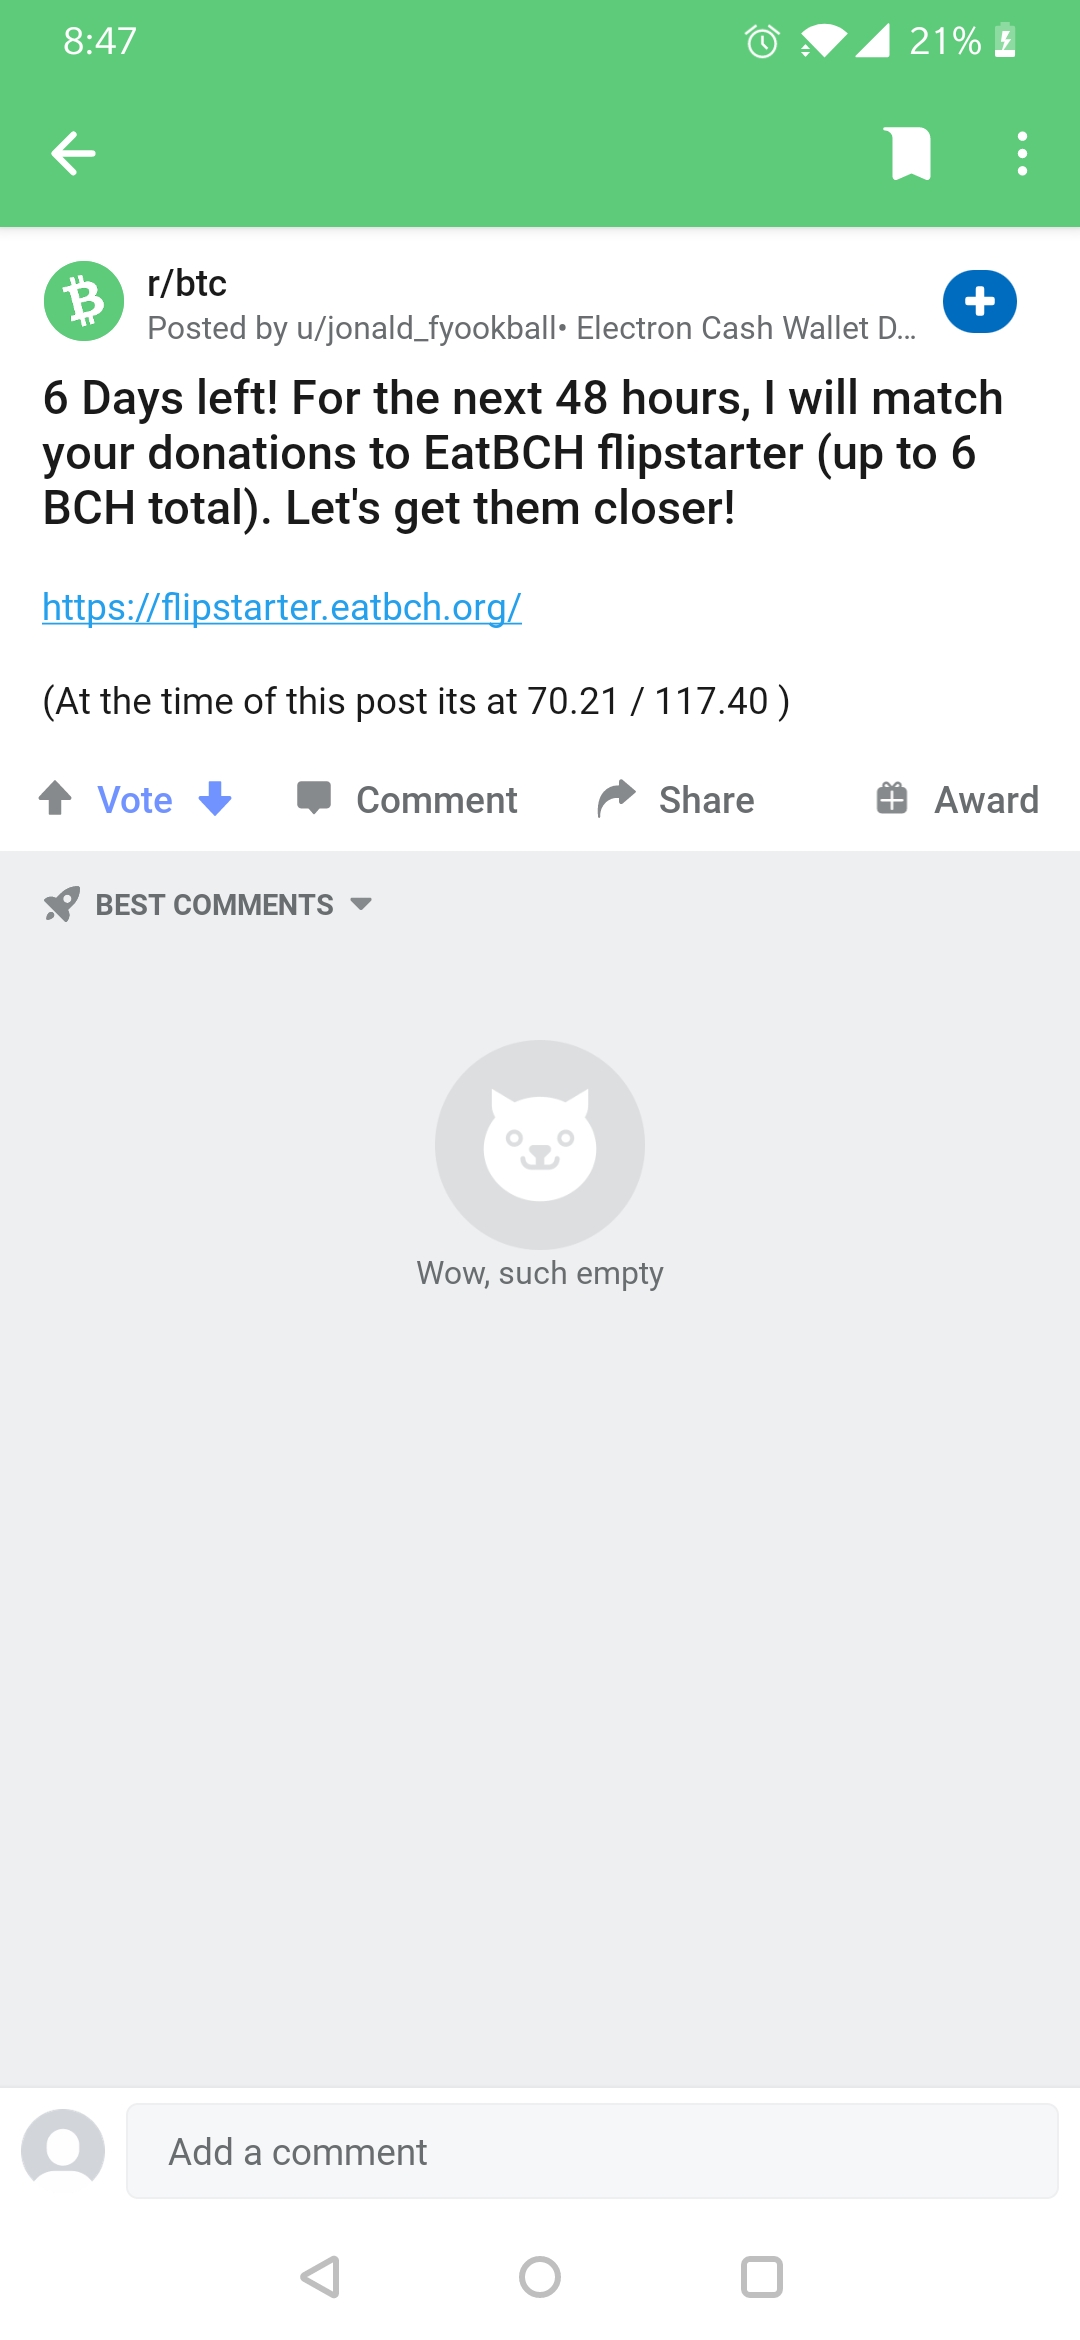 8:47
21%
r/btc
Posted by u/jonald_fyookball• Electron Cash Wallet D...
6 Days left! For the next 48 hours, I will match
your donations to EatBCH flipstarter (up to 6
BCH total). Let's get them closer!
https://flipstarter.eatbch.org/
(At the time of this post its at 70.21 / 117.40 )
Vote Comment Share Award
BEST COMMENTS
Wow, such empty
Add a comment